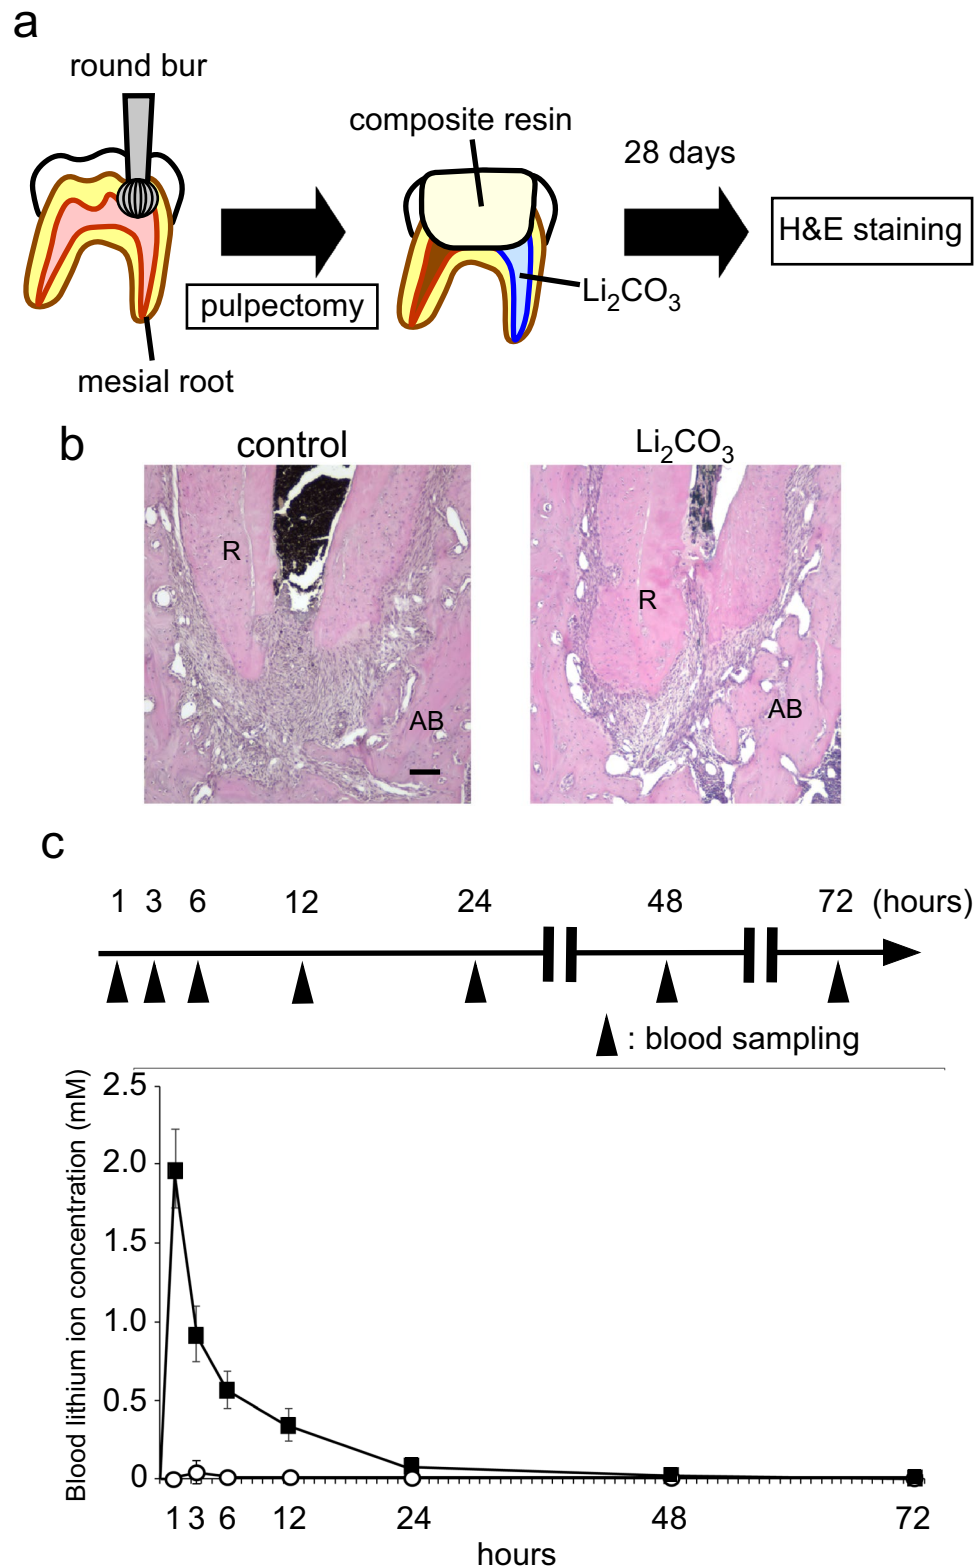 a
round bur
composite resin
28 days
H&E staining
pulpectomy
Li₂CO₃
mesial root
b
control
Li₂CO₃
R
AB
R
AB
c
1 3 6 12 24 48 72 (hours)
: blood sampling
Blood lithium ion concentration (mM)
2.5
2.0
1.5
1.0
0.5
0
1 3 6 12 24 48 72
hours